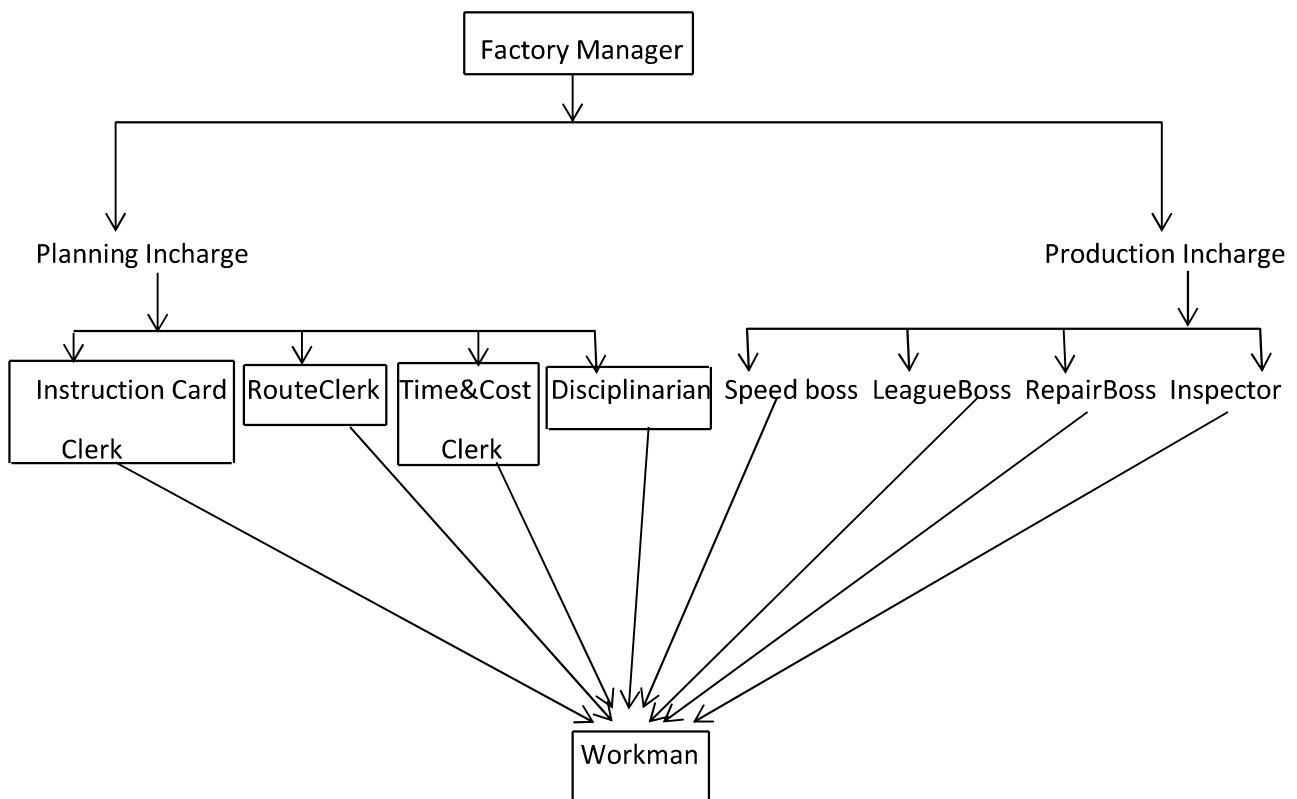 Factory Manager
Planning Incharge
Production Incharge
Instruction Card
Clerk
RouteClerk
Time&Cost
Clerk
Disciplinarian
Speed boss
LeagueBoss
RepairBoss
Inspector
Workman